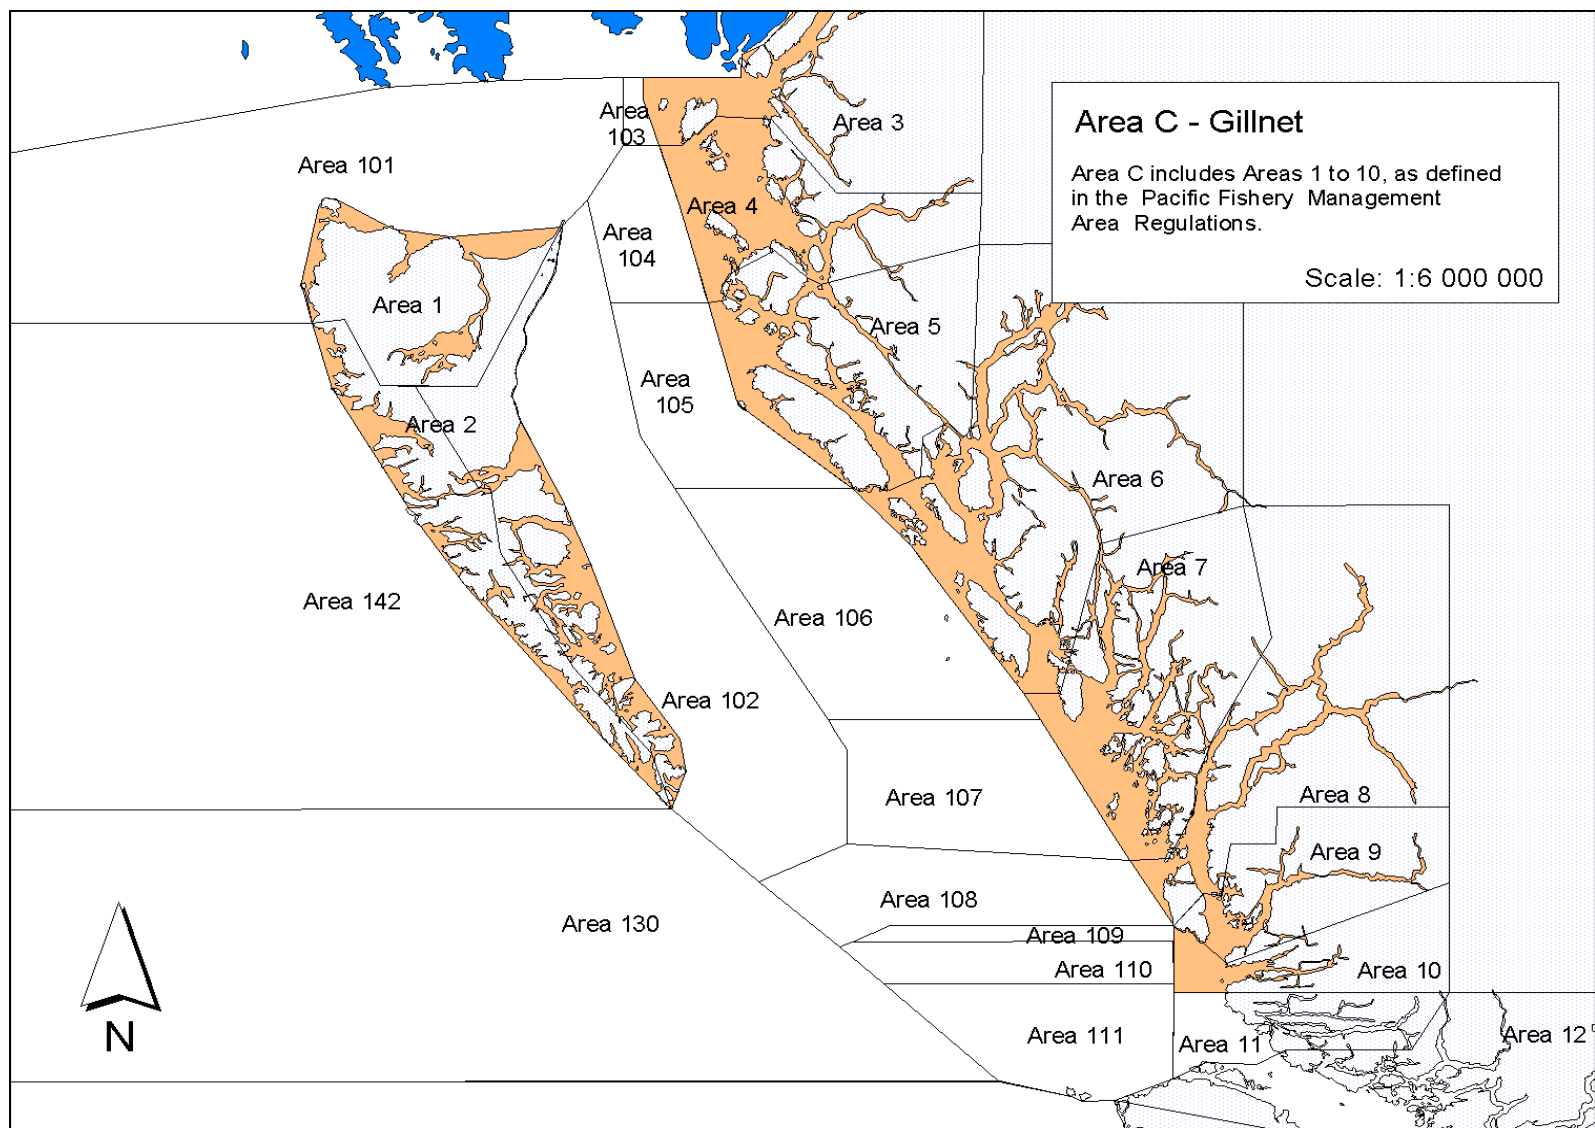 Area C - Gillnet
Area C includes Areas 1 to 10, as defined
in the Pacific Fishery Management
Area Regulations.
Scale: 1:6 000 000
Area
103
Area 3
Area 101
Area 4
Area
104
Area 1
Area 5
Area
105
Area 2
Area 6
Area 7
Area 142
Area 106
Area 102
Area 107
Area 8
Area 9
Area 108
Area 130
Area 109
Area 110
Area 10
Area 111
Area 11
Area 12
N